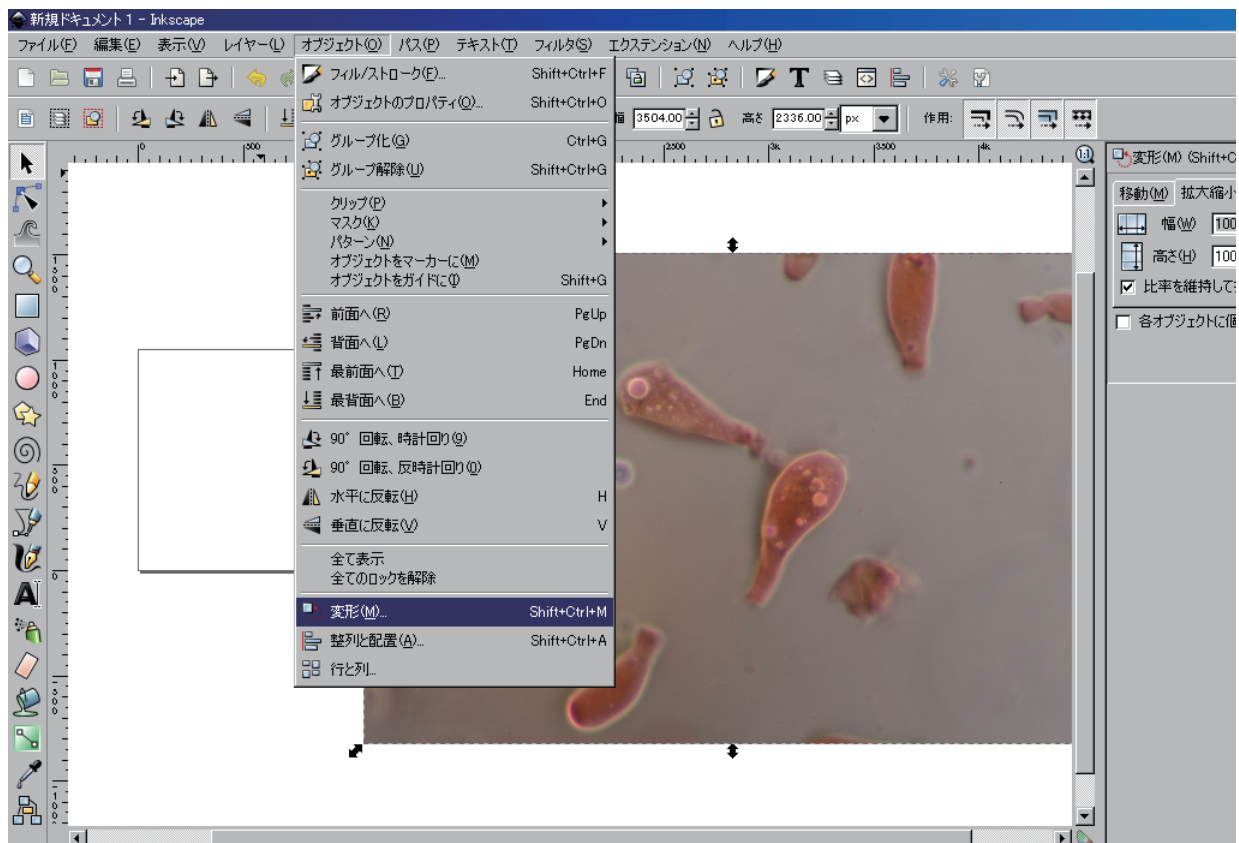 新規ドキュメント 1 - Inkscape
ファイル(F) 編集(E) 表示(V) レイヤー(L) オブジェクト(O) パス(P) テキスト(T) フィルタ(S) エクステンション(N) ヘルプ(H)
フィル/ストローク(F)... Shift+Ctrl+F
オブジェクトのプロパティ(O)... Shift+Ctrl+O
グループ化(G) Ctrl+G
グループ解除(U) Shift+Ctrl+G
クリップ(P)
マスク(K)
パターン(N)
オブジェクトをマーカーに(M)
オブジェクトをガイドに(I) Shift+G
前面へ(R) PgUp
背面へ(L) PgDn
最前面へ(T) Home
最背面へ(B) End
90° 回転、時計回り(9)
90° 回転、反時計回り(0)
水平に反転(H) H
垂直に反転(V) V
全て表示
全てのロックを解除
変形(M)... Shift+Ctrl+M
整列と配置(A)... Shift+Ctrl+A
行と列...
幅 3504.00 高さ 2336.00 px 作用:
0 500 2500 3k 3500 4k
変形(M) (Shift+C
移動(M) 拡大縮小
幅(W) 100
高さ(H) 100
比率を維持して
各オブジェクトに個